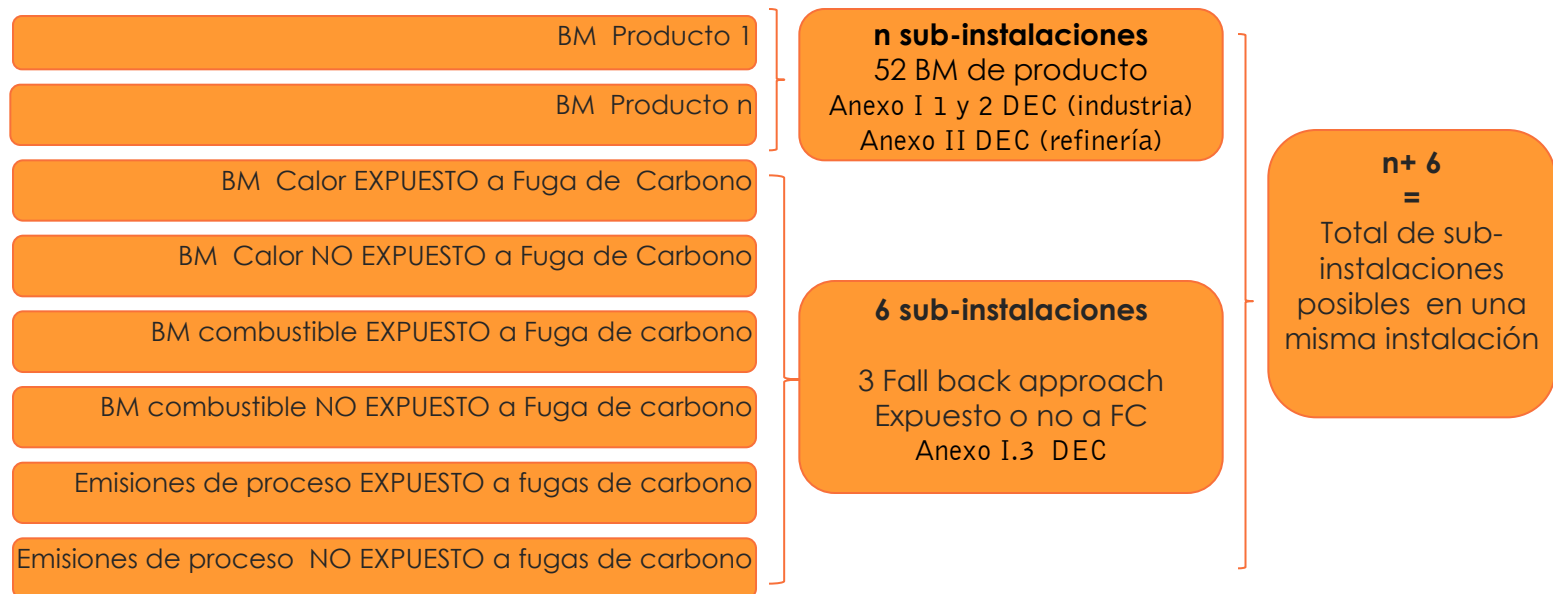 BM Producto 1
BM Producto n
BM Calor EXPUESTO a Fuga de Carbono
BM Calor NO EXPUESTO a Fuga de Carbono
BM combustible EXPUESTO a Fuga de carbono
BM combustible NO EXPUESTO a Fuga de carbono
Emisiones de proceso EXPUESTO a fugas de carbono
Emisiones de proceso NO EXPUESTO a fugas de carbono
n sub-instalaciones
52 BM de producto
Anexo I 1 y 2 DEC (industria)
Anexo II DEC (refinería)
6 sub-instalaciones
3 Fall back approach
Expuesto o no a FC
Anexo I.3 DEC
n+ 6
=
Total de sub-
instalaciones
posibles en una
misma instalación